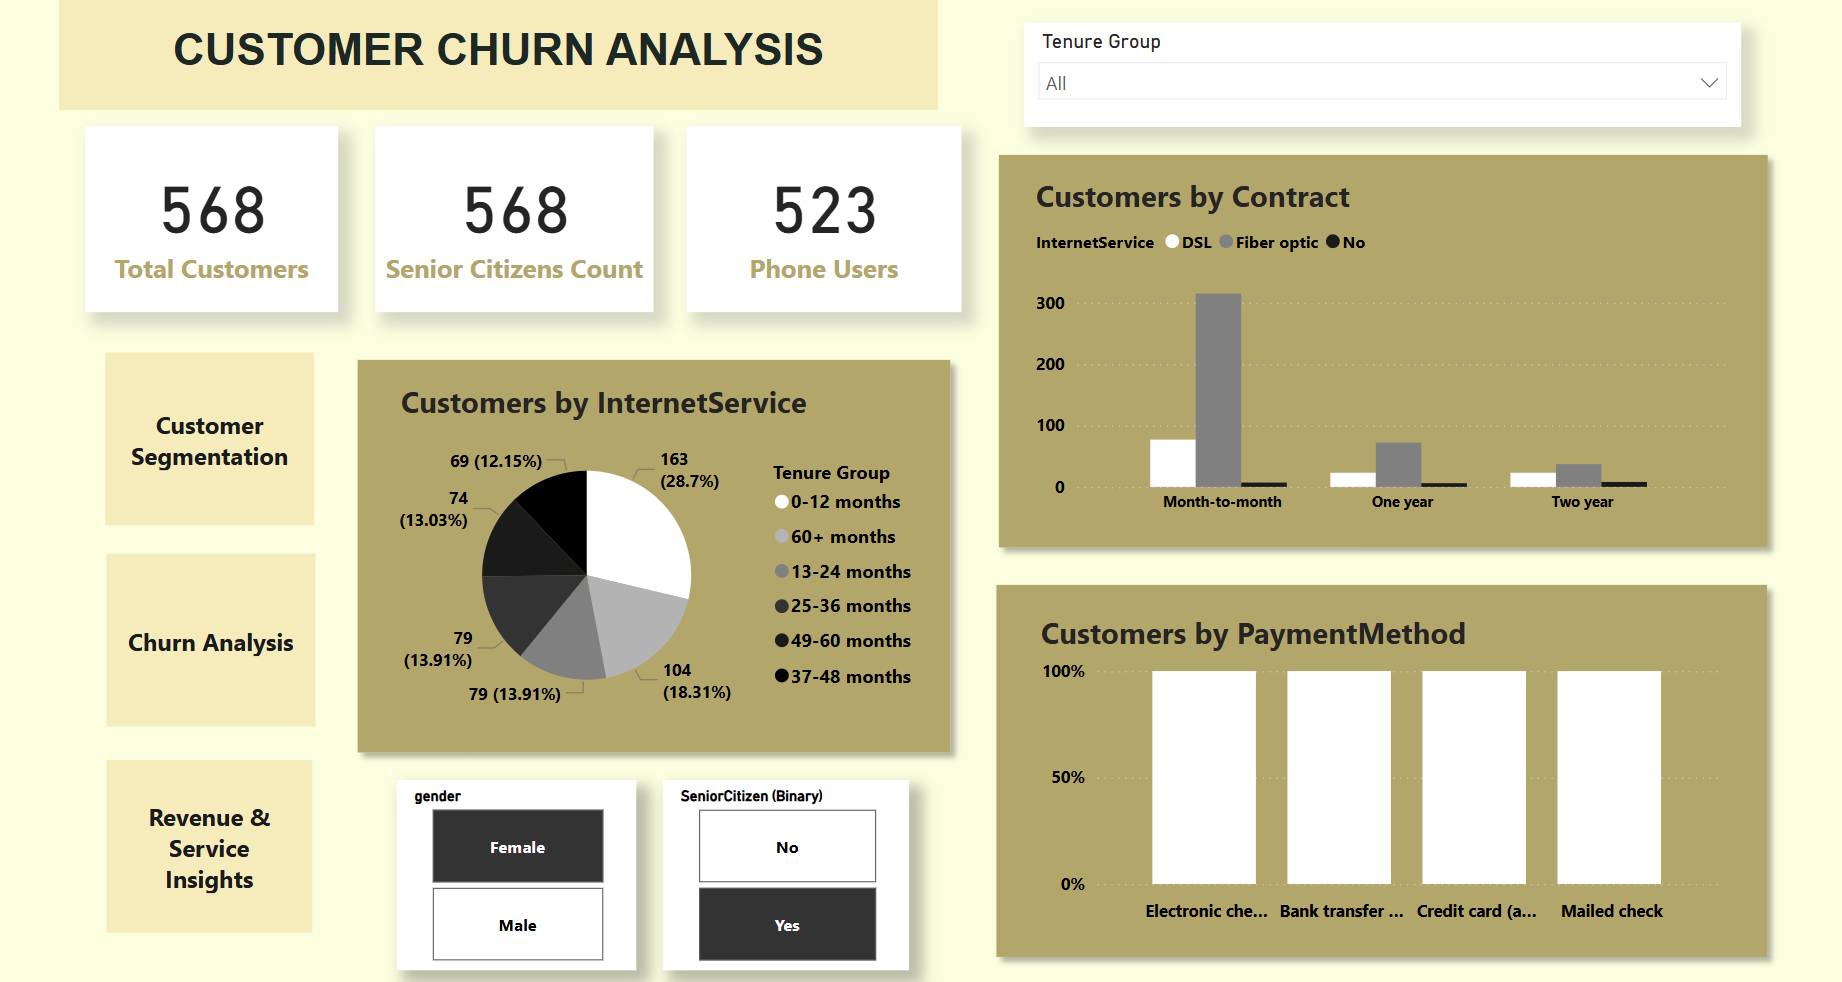 CUSTOMER CHURN ANALYSIS
Tenure Group
All
568
Total Customers
568
Senior Citizens Count
523
Phone Users
Customer
Segmentation
Churn Analysis
Revenue &
Service
Insights
Customers by InternetService
69 (12.15%)
163
(28.7%)
74
(13.03%)
79
(13.91%)
79 (13.91%)
104
(18.31%)
Tenure Group
0-12 months
60+ months
13-24 months
25-36 months
49-60 months
37-48 months
gender
Female
Male
SeniorCitizen (Binary)
No
Yes
Customers by Contract
InternetService DSL Fiber optic No
300
200
100
0
Month-to-month One year Two year
Customers by PaymentMethod
100%
50%
0%
Electronic che... Bank transfer ... Credit card (a... Mailed check